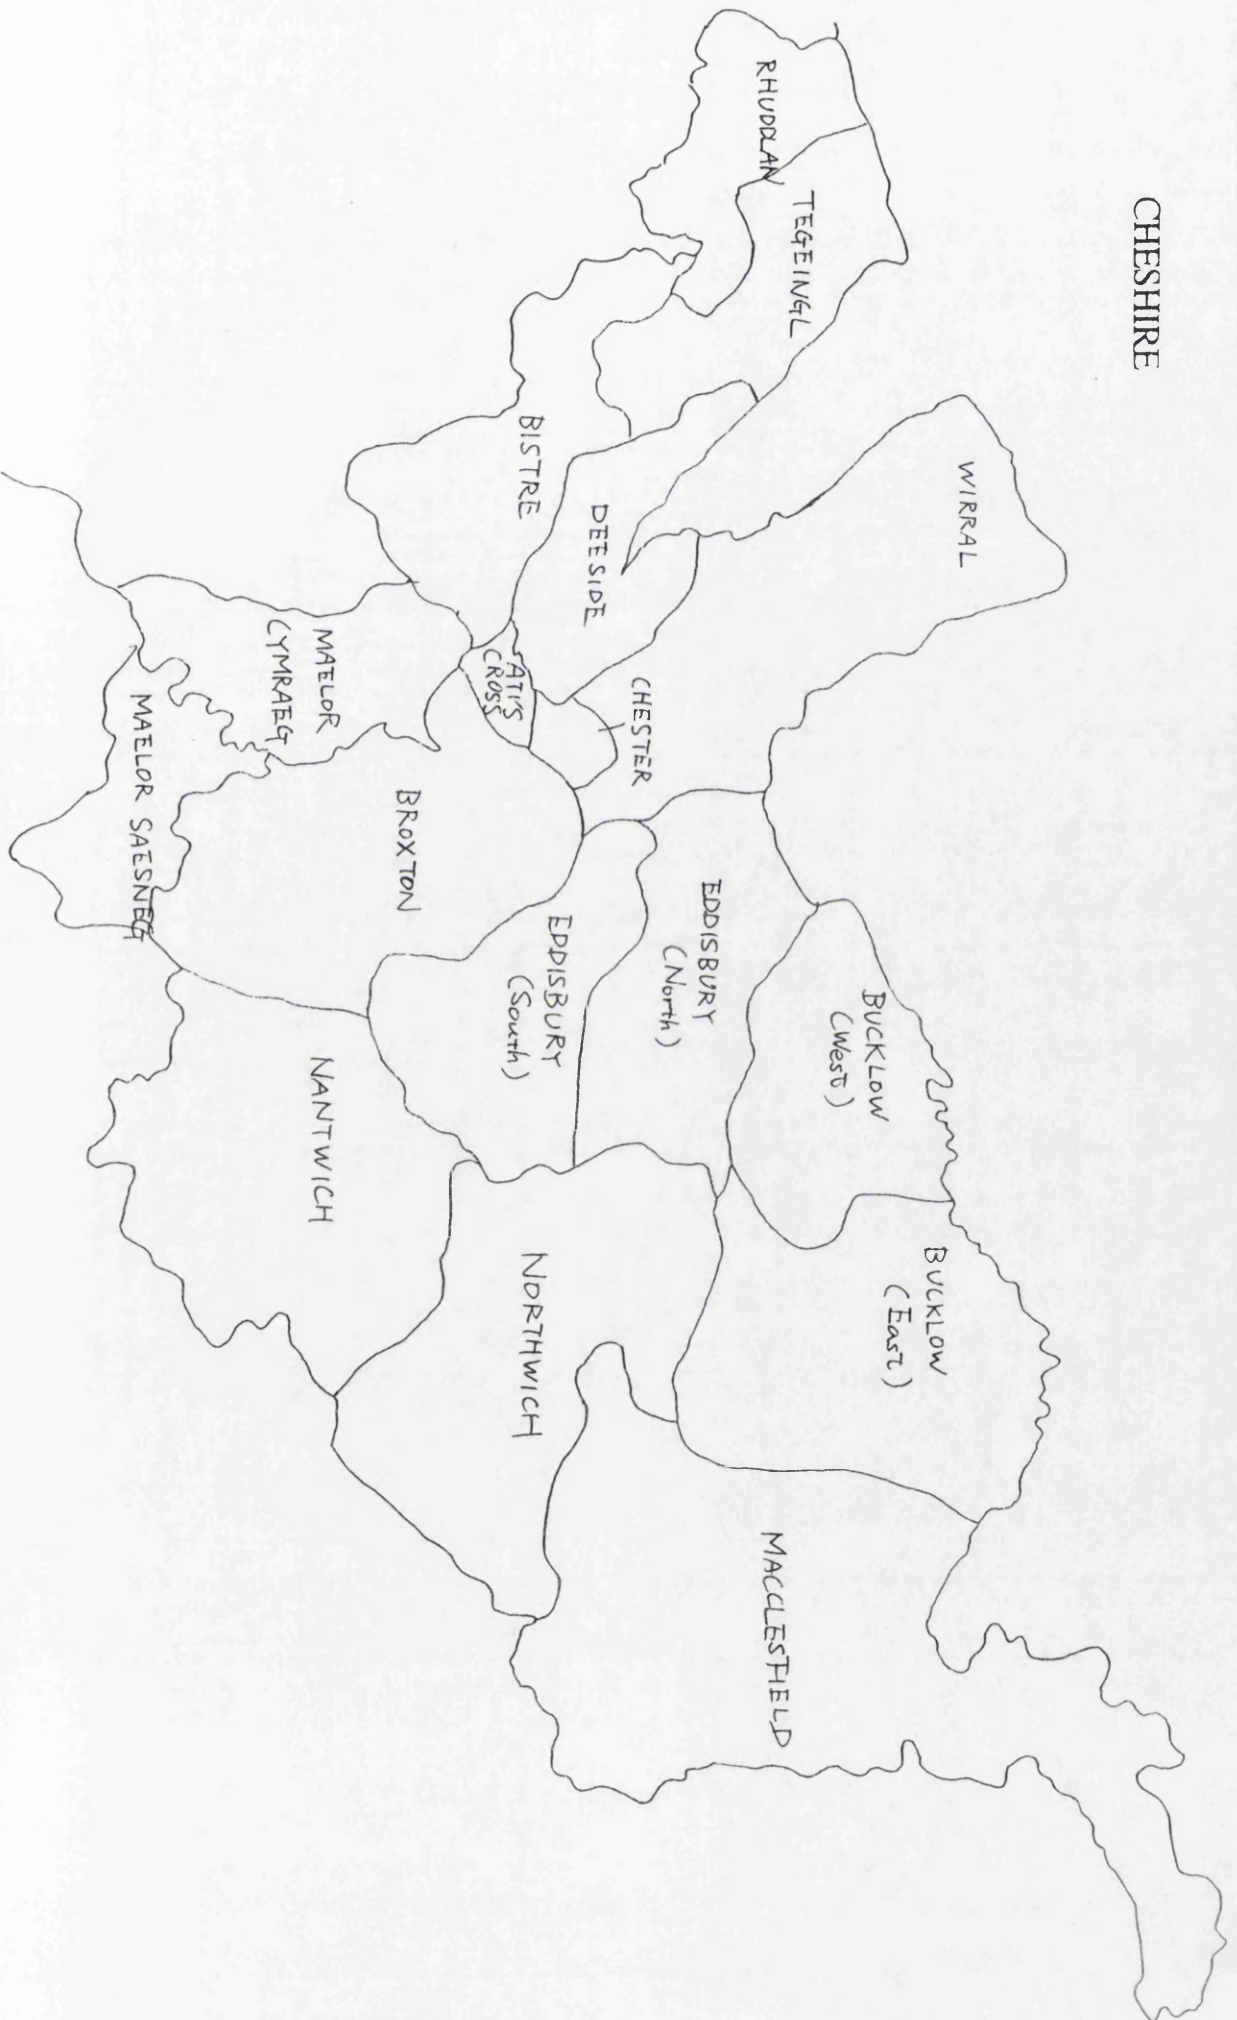 CHESHIRE
WIRRAL
RHUDDLAN
TEGEINGL
BISTRE
DEESIDE
CHESTER
ATI'S
CROSS
MAELOR
CYMRAEG
MAELOR SAESNEG
BROXTON
EDDISBURY
(North)
EDDISBURY
(South)
BUCKLOW
(West)
BUCKLOW
(East)
NANTWICH
NORTHWICH
MACCLESFIELD